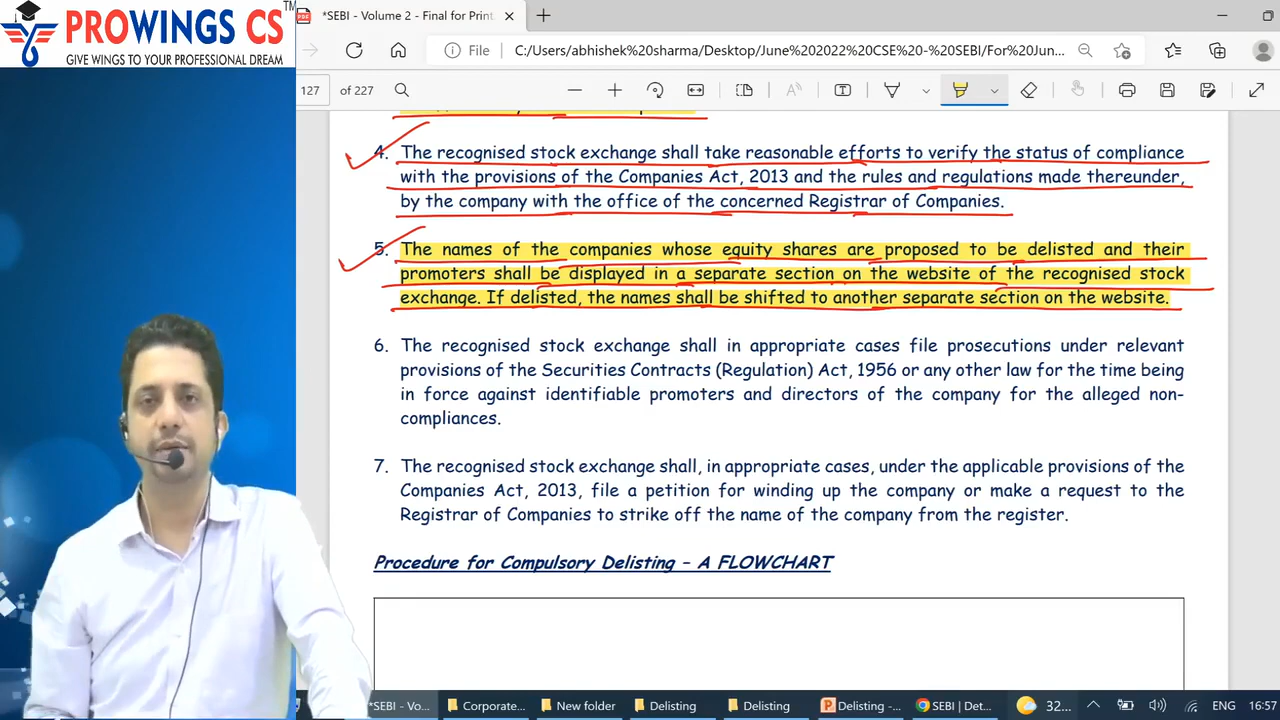 PROWINGS CS TM
GIVE WINGS TO YOUR PROFESSIONAL DREAM
*SEBI - Volume 2 - Final for Print
File C:/Users/abhishek%20sharma/Desktop/June%202022%20CSE%20-%20SEBI/For%20Jun...
127 of 227
4. The recognised stock exchange shall take reasonable efforts to verify the status of compliance
with the provisions of the Companies Act, 2013 and the rules and regulations made thereunder,
by the company with the office of the concerned Registrar of Companies.
5. The names of the companies whose equity shares are proposed to be delisted and their
promoters shall be displayed in a separate section on the website of the recognised stock
exchange. If delisted, the names shall be shifted to another separate section on the website.
6. The recognised stock exchange shall in appropriate cases file prosecutions under relevant
provisions of the Securities Contracts (Regulation) Act, 1956 or any other law for the time being
in force against identifiable promoters and directors of the company for the alleged non-
compliances.
7. The recognised stock exchange shall, in appropriate cases, under the applicable provisions of the
Companies Act, 2013, file a petition for winding up the company or make a request to the
Registrar of Companies to strike off the name of the company from the register.
Procedure for Compulsory Delisting – A FLOWCHART
*SEBI - Vo... Corporate... New folder Delisting Delisting Delisting -... SEBI | Det... 32... ENG 16:57